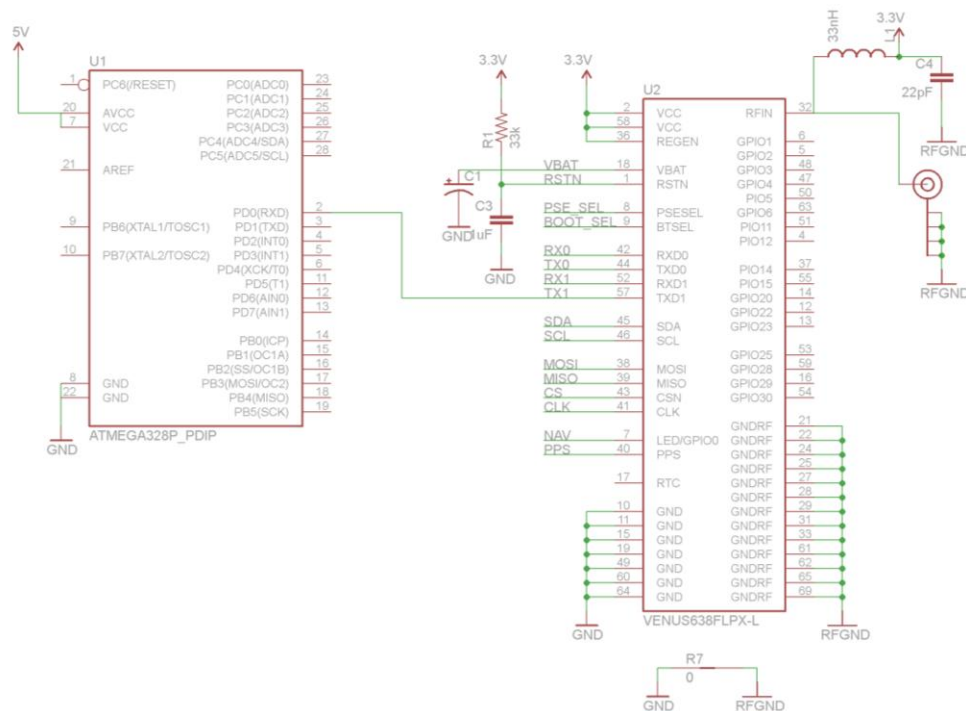 5V
U1
1 PC6(/RESET)
20 AVCC
7 VCC
21 AREF
9 PB6(XTAL1/TOSC1)
10 PB7(XTAL2/TOSC2)
8 GND
22 GND
PC0(ADC0) 23
PC1(ADC1) 24
PC2(ADC2) 25
PC3(ADC3) 26
PC4(ADC4/SDA) 27
PC5(ADC5/SCL) 28
PD0(RXD) 2
PD1(TXD) 3
PD2(INT0) 4
PD3(INT1) 5
PD4(XCK/T0) 6
PD5(T1) 11
PD6(AIN0) 12
PD7(AIN1) 13
PB0(ICP) 14
PB1(OC1A) 15
PB2(SS/OC1B) 16
PB3(MOSI/OC2) 17
PB4(MISO) 18
PB5(SCK) 19
GND
ATMEGA328P_PDIP
3.3V
R1
33k
C1
GND
C3
1uF
GND
3.3V
U2
2 VCC
58 VCC
36 REGEN
VBAT 18 VBAT
RSTN 1 RSTN
PSE_SEL 8 PSESEL
BOOT_SEL 9 BTSEL
RX0 42 RXD0
TX0 44 TXD0
RX1 52 RXD1
TX1 57 TXD1
SDA 45 SDA
SCL 46 SCL
MOSI 38 MOSI
MISO 39 MISO
CS 43 CSN
CLK 41 CLK
NAV 7 LED/GPIO0
PPS 40 PPS
17 RTC
10 GND
11 GND
15 GND
19 GND
49 GND
60 GND
64 GND
GND
RFIN 32
GPIO1 6
GPIO2 5
GPIO3 48
GPIO4 47
PIO5 50
GPIO6 63
PIO11 51
PIO12 4
PIO14 37
PIO15 55
GPIO20 14
GPIO22 12
GPIO23 13
GPIO25 53
GPIO28 59
GPIO29 16
GPIO30 54
GNDRF 21
GNDRF 22
GNDRF 24
GNDRF 25
GNDRF 27
GNDRF 28
GNDRF 29
GNDRF 31
GNDRF 33
GNDRF 61
GNDRF 62
GNDRF 65
GNDRF 69
VENUS638FLPX-L
RFGND
33nH
L1
3.3V
C4
22pF
RFGND
RFGND
R7
0
GND
RFGND